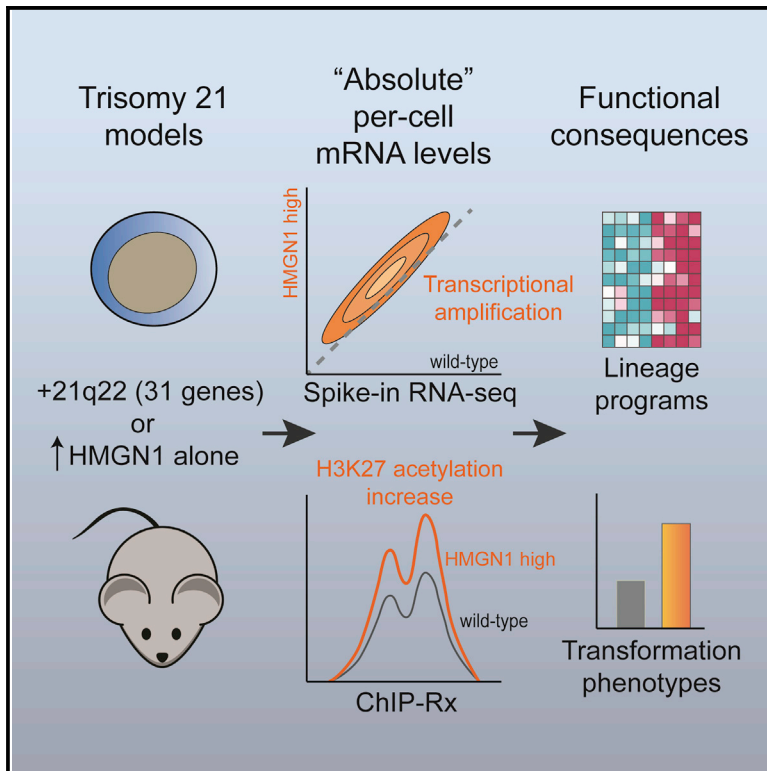 Trisomy 21
models
+21q22 (31 genes)
or
↑ HMGN1 alone
“Absolute”
per-cell
mRNA levels
HMGN1 high
Transcriptional
amplification
wild-type
Spike-in RNA-seq
H3K27 acetylation
increase
HMGN1 high
wild-type
ChIP-Rx
Functional
consequences
Lineage
programs
Transformation
phenotypes